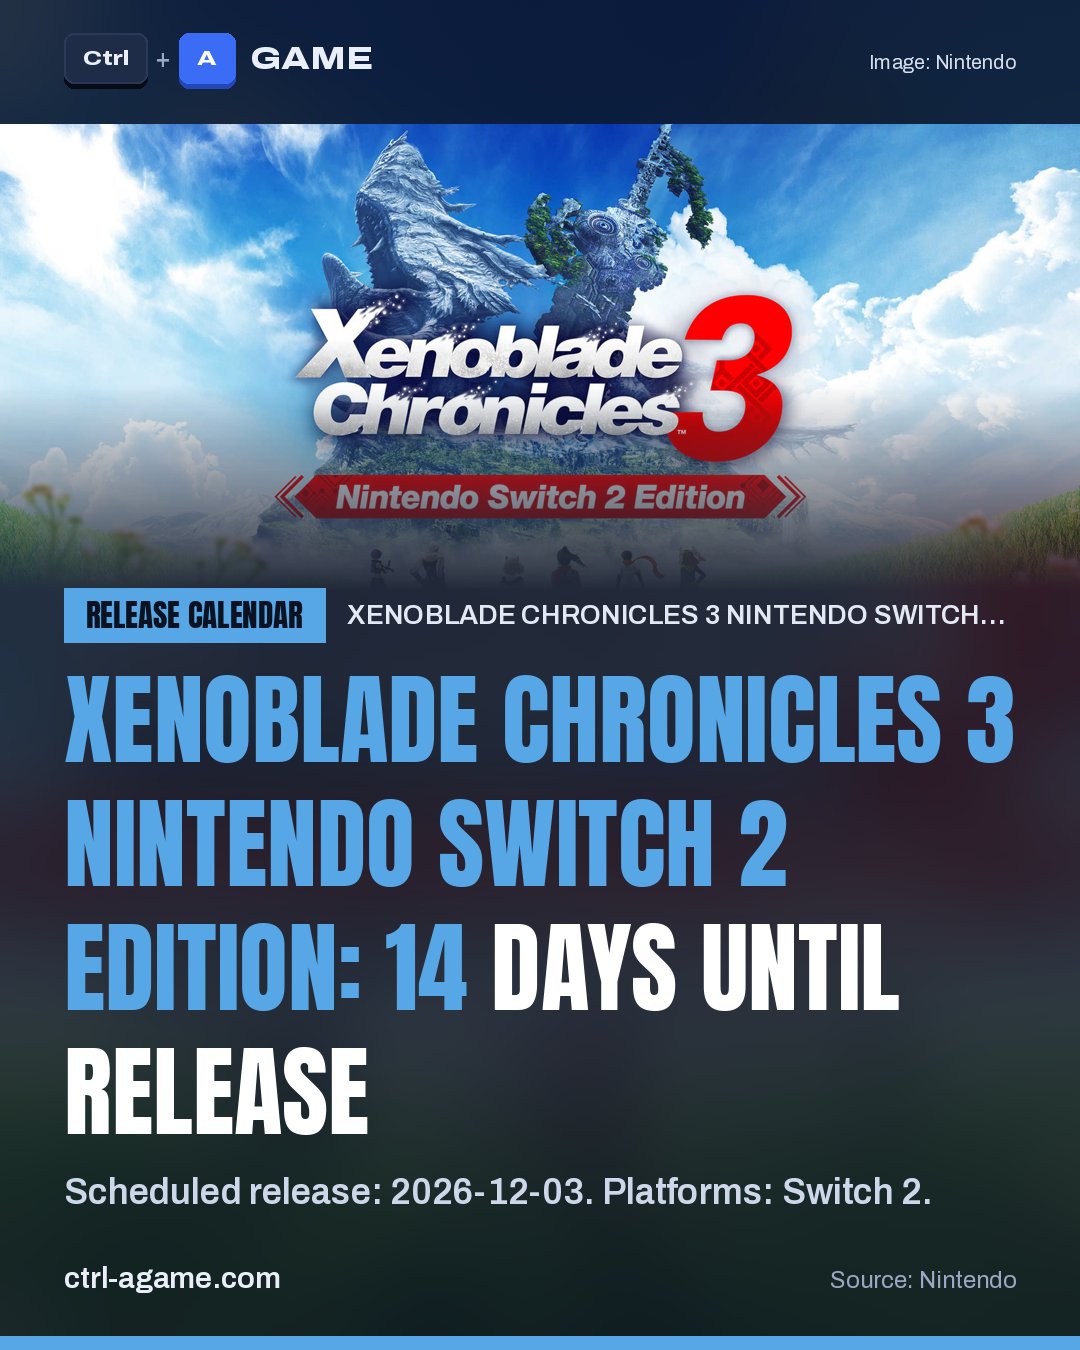 Ctrl + A GAME
Image: Nintendo
Xenoblade
Chronicles 3
™
Nintendo Switch 2 Edition
RELEASE CALENDAR
XENOBLADE CHRONICLES 3 NINTENDO SWITCH...
XENOBLADE CHRONICLES 3
NINTENDO SWITCH 2
EDITION: 14 DAYS UNTIL
RELEASE
Scheduled release: 2026-12-03. Platforms: Switch 2.
ctrl-agame.com
Source: Nintendo